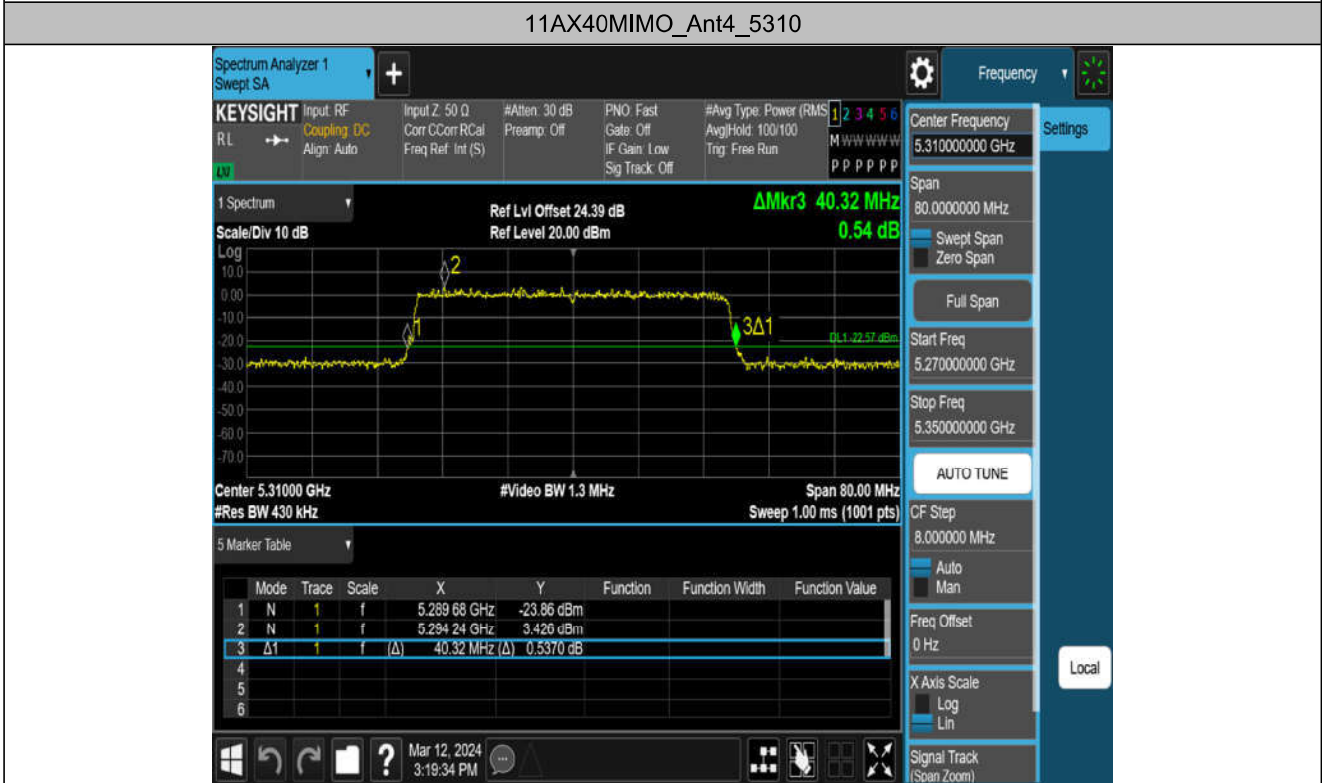 11AX40MIMO_Ant4_5310
Spectrum Analyzer 1
Swept SA
+
Frequency
KEYSIGHT
RL
LXI
Input: RF
Coupling: DC
Align: Auto
Input Z: 50 Ω
Corr CCorr RCal
Freq Ref: Int (S)
#Atten: 30 dB
Preamp: Off
PNO: Fast
Gate: Off
IF Gain: Low
Sig Track: Off
#Avg Type: Power (RMS
Avg|Hold: 100/100
Trig: Free Run
1 2 3 4 5 6
M W W W W W
P P P P P P
1 Spectrum
Scale/Div 10 dB
Ref Lvl Offset 24.39 dB
Ref Level 20.00 dBm
ΔMkr3 40.32 MHz
0.54 dB
Log
10.0
0.00
-10.0
-20.0
-30.0
-40.0
-50.0
-60.0
-70.0
2
1
3Δ1
DL1 -22.57 dBm
Center 5.31000 GHz
#Res BW 430 kHz
#Video BW 1.3 MHz
Span 80.00 MHz
Sweep 1.00 ms (1001 pts)
5 Marker Table
Mode Trace Scale X Y Function Function Width Function Value
1 N 1 f 5.289 68 GHz -23.86 dBm
2 N 1 f 5.294 24 GHz 3.426 dBm
3 Δ1 1 f (Δ) 40.32 MHz (Δ) 0.5370 dB
4
5
6
?
Mar 12, 2024
3:19:34 PM
Center Frequency
5.310000000 GHz
Settings
Span
80.0000000 MHz
Swept Span
Zero Span
Full Span
Start Freq
5.270000000 GHz
Stop Freq
5.350000000 GHz
AUTO TUNE
CF Step
8.000000 MHz
Auto
Man
Freq Offset
0 Hz
X Axis Scale
Log
Lin
Local
Signal Track
(Span Zoom)